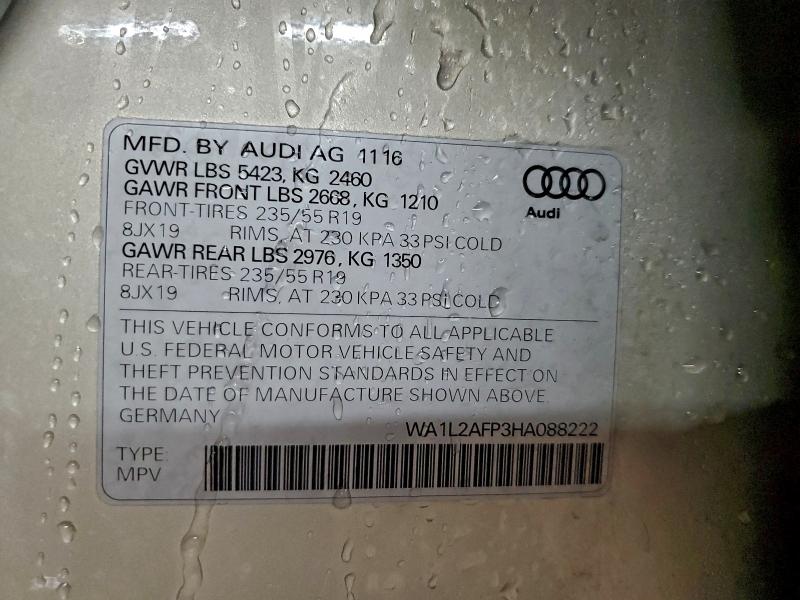 MFD. BY AUDI AG 1116
GVWR LBS 5423, KG 2460
GAWR FRONT LBS 2668, KG 1210
FRONT-TIRES 235/55 R19
8JX19 RIMS, AT 230 KPA 33 PSI COLD
GAWR REAR LBS 2976, KG 1350
REAR-TIRES 235/55 R19
8JX19 RIMS, AT 230 KPA 33 PSI COLD
Audi
THIS VEHICLE CONFORMS TO ALL APPLICABLE
U.S. FEDERAL MOTOR VEHICLE SAFETY AND
THEFT PREVENTION STANDARDS IN EFFECT ON
THE DATE OF MANUFACTURE SHOWN ABOVE.
GERMANY
WA1L2AFP3HA088222
TYPE:
MPV